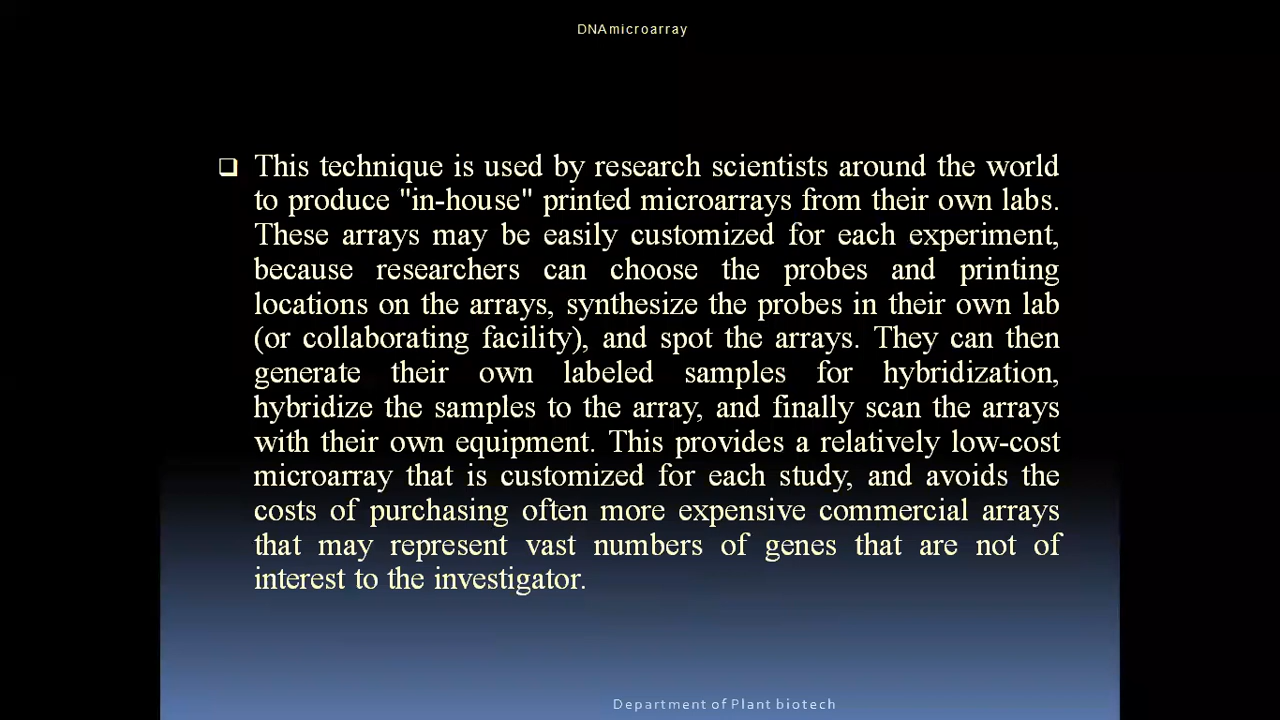 DNA microarray
❑ This technique is used by research scientists around the world
to produce "in-house" printed microarrays from their own labs.
These arrays may be easily customized for each experiment,
because researchers can choose the probes and printing
locations on the arrays, synthesize the probes in their own lab
(or collaborating facility), and spot the arrays. They can then
generate their own labeled samples for hybridization,
hybridize the samples to the array, and finally scan the arrays
with their own equipment. This provides a relatively low-cost
microarray that is customized for each study, and avoids the
costs of purchasing often more expensive commercial arrays
that may represent vast numbers of genes that are not of
interest to the investigator.
Department of Plant biotech